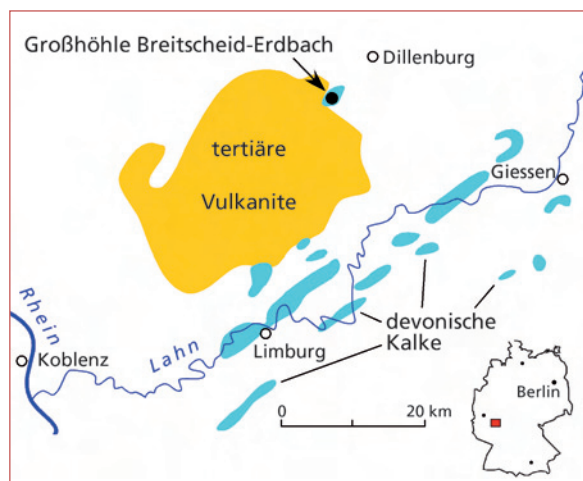 Großhöhle Breitscheid-Erdbach
Dillenburg
tertiäre
Vulkanite
Giessen
Rhein
Koblenz
Lahn
Limburg
devonische
Kalke
0
20 km
Berlin